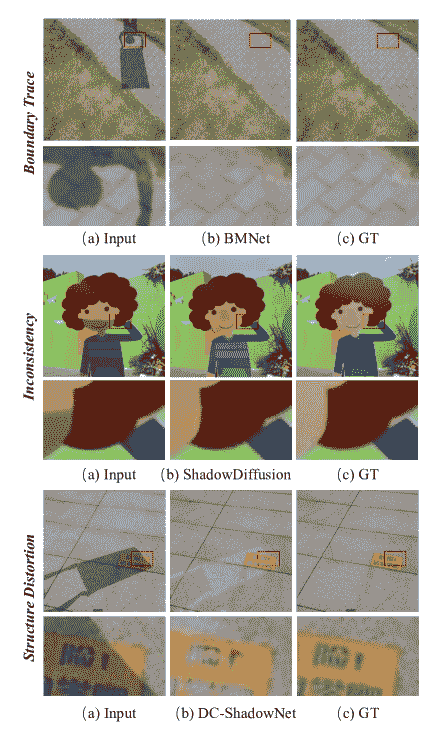 Boundary Trace
(a) Input (b) BMNet (c) GT
Inconsistency
(a) Input (b) ShadowDiffusion (c) GT
Structure Distortion
(a) Input (b) DC-ShadowNet (c) GT